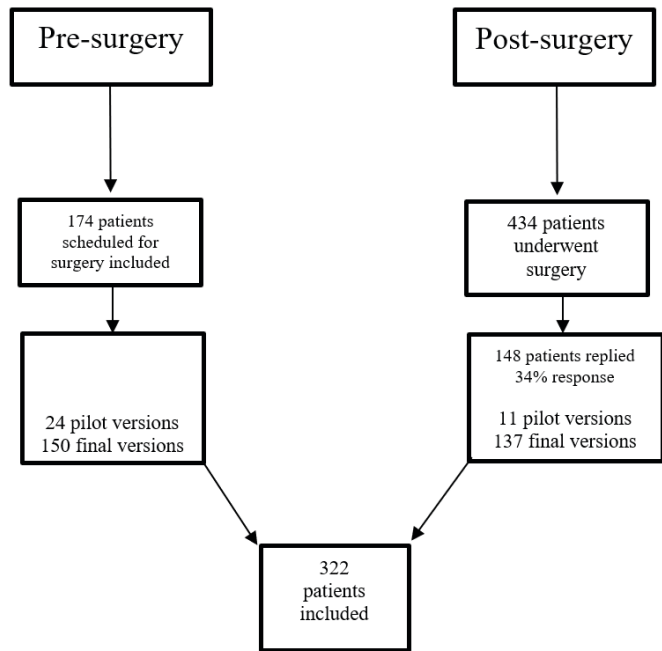 Pre-surgery
Post-surgery
174 patients
scheduled for
surgery included
434 patients
underwent
surgery
24 pilot versions
150 final versions
148 patients replied
34% response
11 pilot versions
137 final versions
322
patients
included